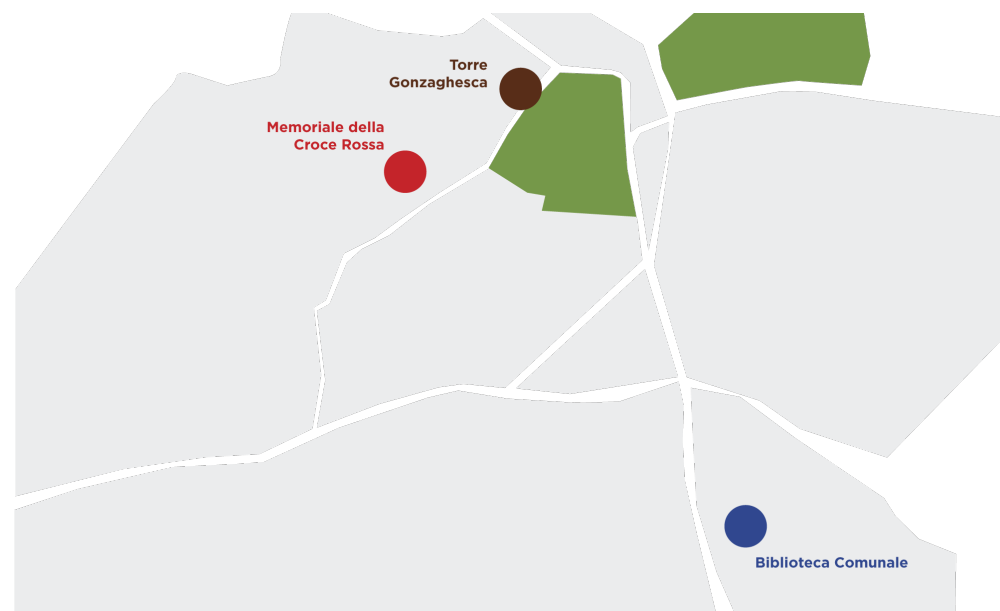 Torre
Gonzaghesca
Memoriale della
Croce Rossa
Biblioteca Comunale